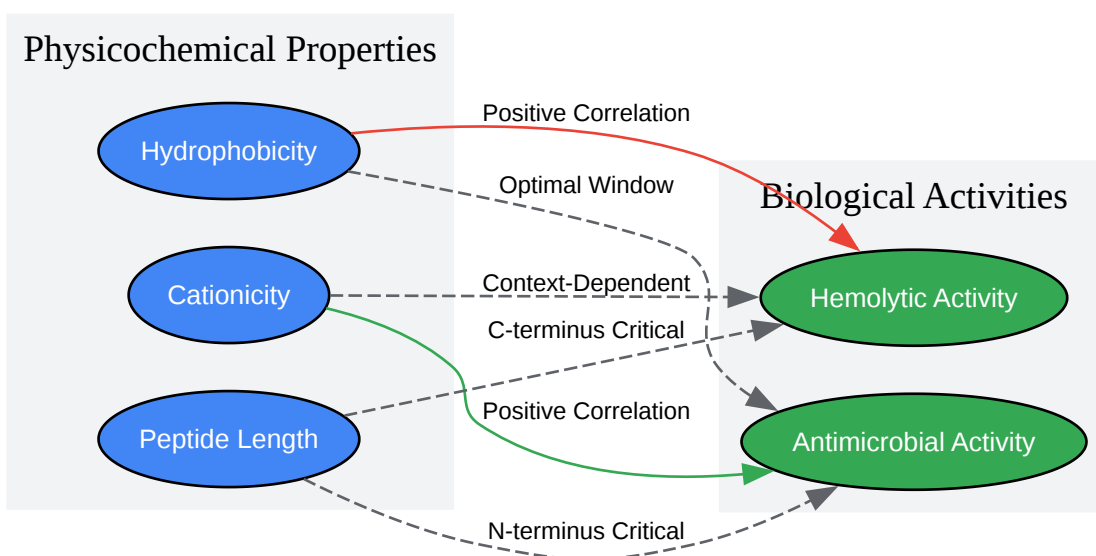 Physicochemical Properties
Hydrophobicity
Cationicity
Peptide Length
Positive Correlation
Optimal Window
Context-Dependent
C-terminus Critical
Positive Correlation
N-terminus Critical
Biological Activities
Hemolytic Activity
Antimicrobial Activity